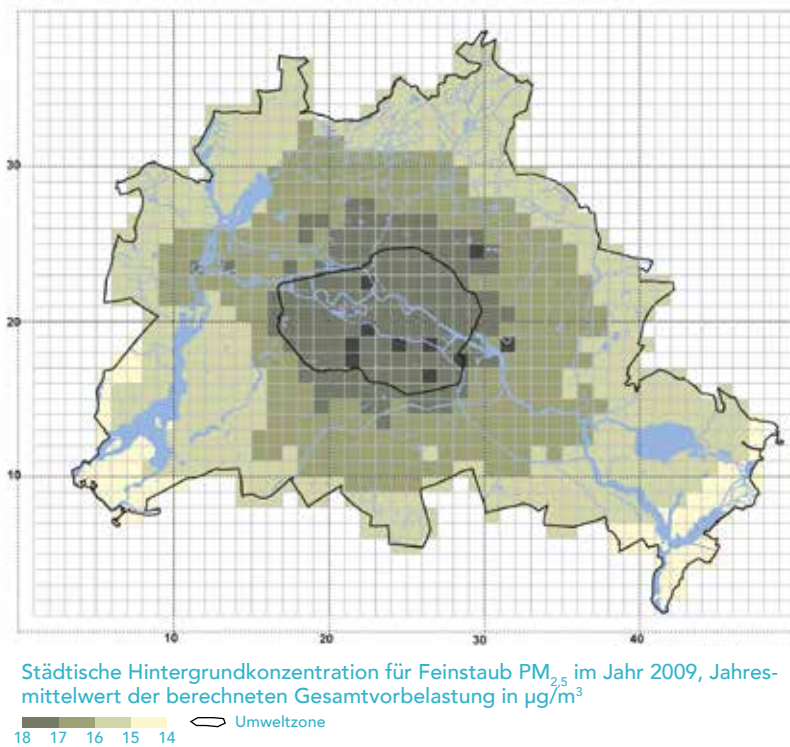 30
20
10
10
20
30
40
Städtische Hintergrundkonzentration für Feinstaub PM2,5 im Jahr 2009, Jahres-
mittelwert der berechneten Gesamtvorbelastung in µg/m³
Umweltzone
18 17 16 15 14